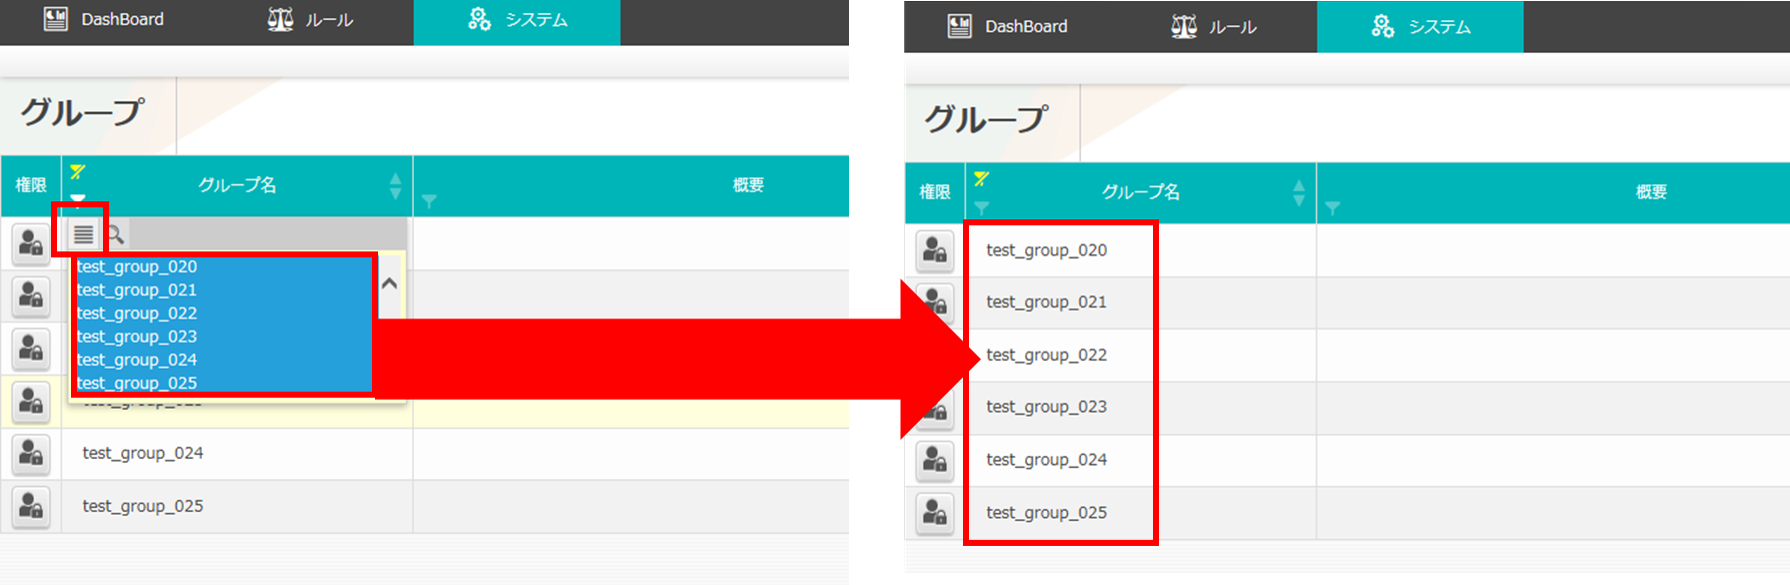 DashBoard
ルール
システム
グループ
権限
グループ名
概要
test_group_020
test_group_021
test_group_022
test_group_023
test_group_024
test_group_025
test_group_024
test_group_025
DashBoard
ルール
システム
グループ
権限
グループ名
概要
test_group_020
test_group_021
test_group_022
test_group_023
test_group_024
test_group_025